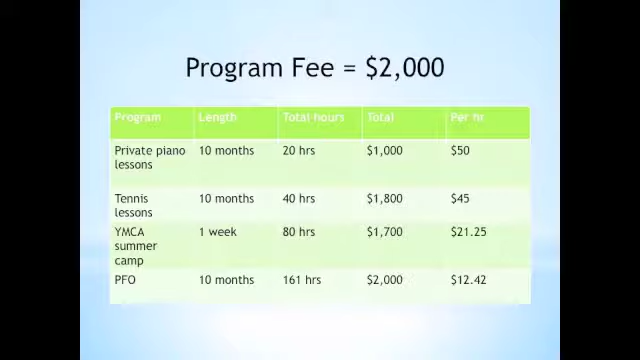 Program Fee = $2,000
Program Length Total hours Total Per hr
Private piano 10 months 20 hrs $1,000 $50
lessons
Tennis 10 months 40 hrs $1,800 $45
lessons
YMCA 1 week 80 hrs $1,700 $21.25
summer
camp
PFO 10 months 161 hrs $2,000 $12.42